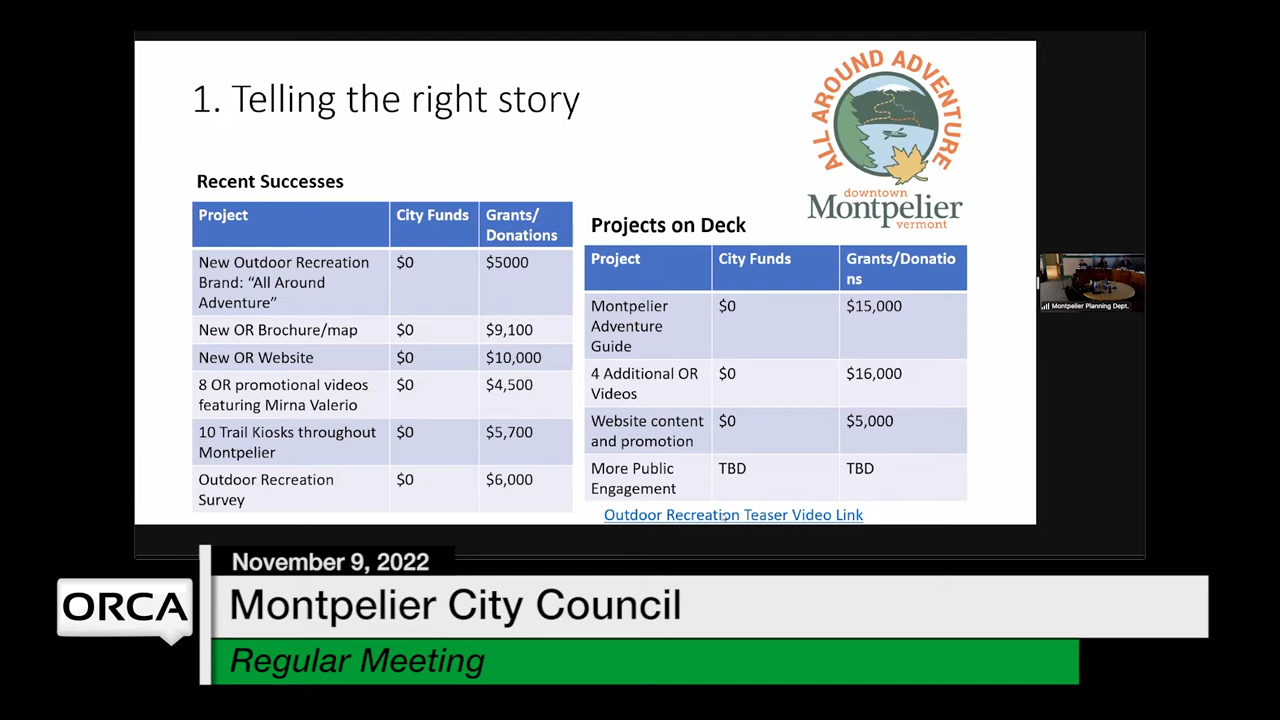 1. Telling the right story
ALL AROUND ADVENTURE
downtown
Montpelier
vermont
Recent Successes
Project City Funds Grants/
Donations
New Outdoor Recreation $0 $5000
Brand: “All Around
Adventure”
New OR Brochure/map $0 $9,100
New OR Website $0 $10,000
8 OR promotional videos $0 $4,500
featuring Mirna Valerio
10 Trail Kiosks throughout $0 $5,700
Montpelier
Outdoor Recreation $0 $6,000
Survey
Projects on Deck
Project City Funds Grants/Donatio
ns
Montpelier $0 $15,000
Adventure
Guide
4 Additional OR $0 $16,000
Videos
Website content $0 $5,000
and promotion
More Public TBD TBD
Engagement
Outdoor Recreation Teaser Video Link
Montpelier Planning Dept.
November 9, 2022
ORCA
Montpelier City Council
Regular Meeting